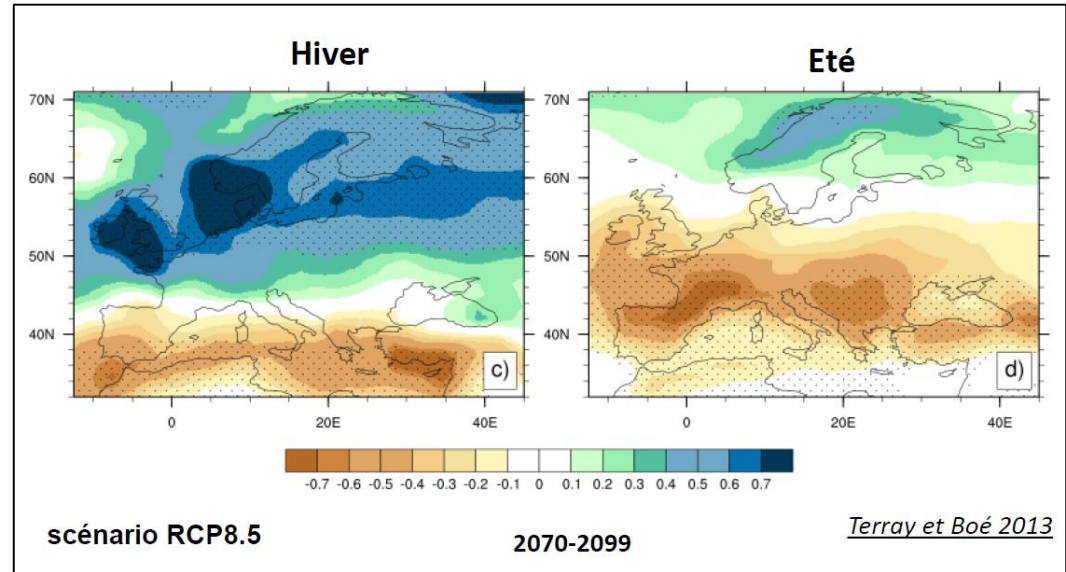 Hiver
Eté
70N
60N
50N
40N
0
20E
40E
c)
70N
60N
50N
40N
0
20E
40E
d)
-0.7 -0.6 -0.5 -0.4 -0.3 -0.2 -0.1 0 0.1 0.2 0.3 0.4 0.5 0.6 0.7
scénario RCP8.5
2070-2099
Terray et Boé 2013